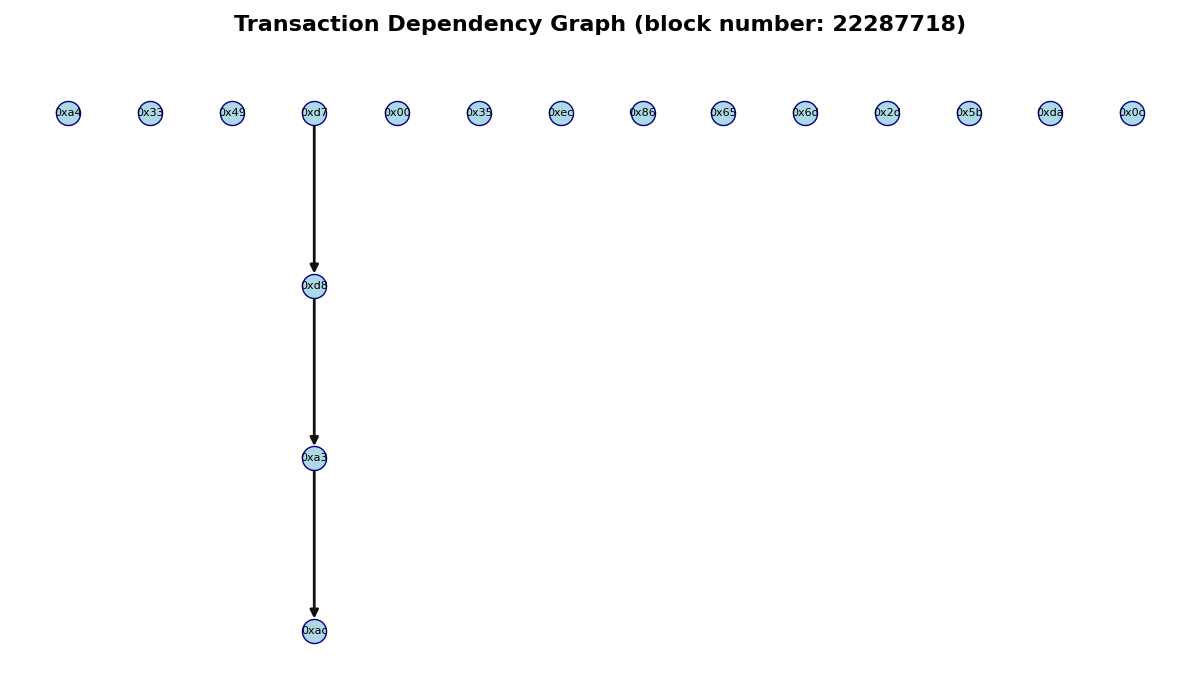 Transaction Dependency Graph (block number: 22287718)
0xa4 0x33 0x49 0xd7 0x00 0x35 0xec 0x86 0x65 0x6d 0x2d 0x5b 0xda 0x0c
0xd8
0xa3
0xac